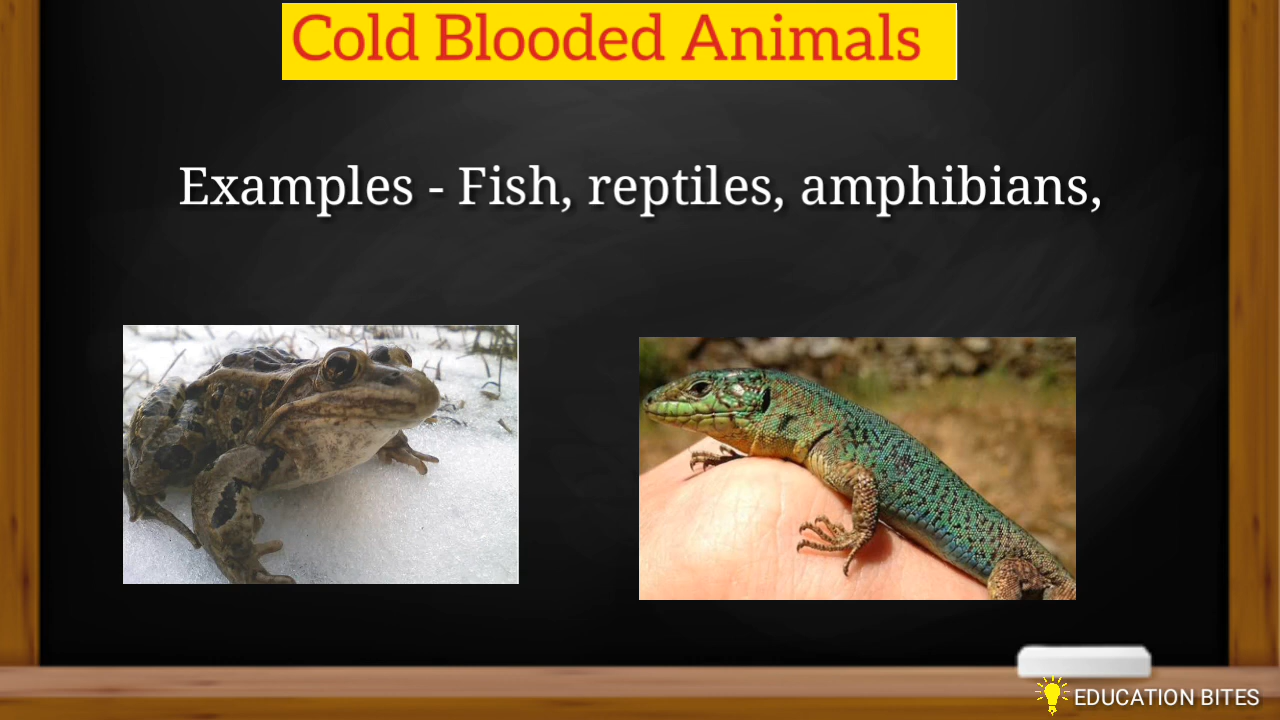 Cold Blooded Animals
Examples - Fish, reptiles, amphibians,
EDUCATION BITES